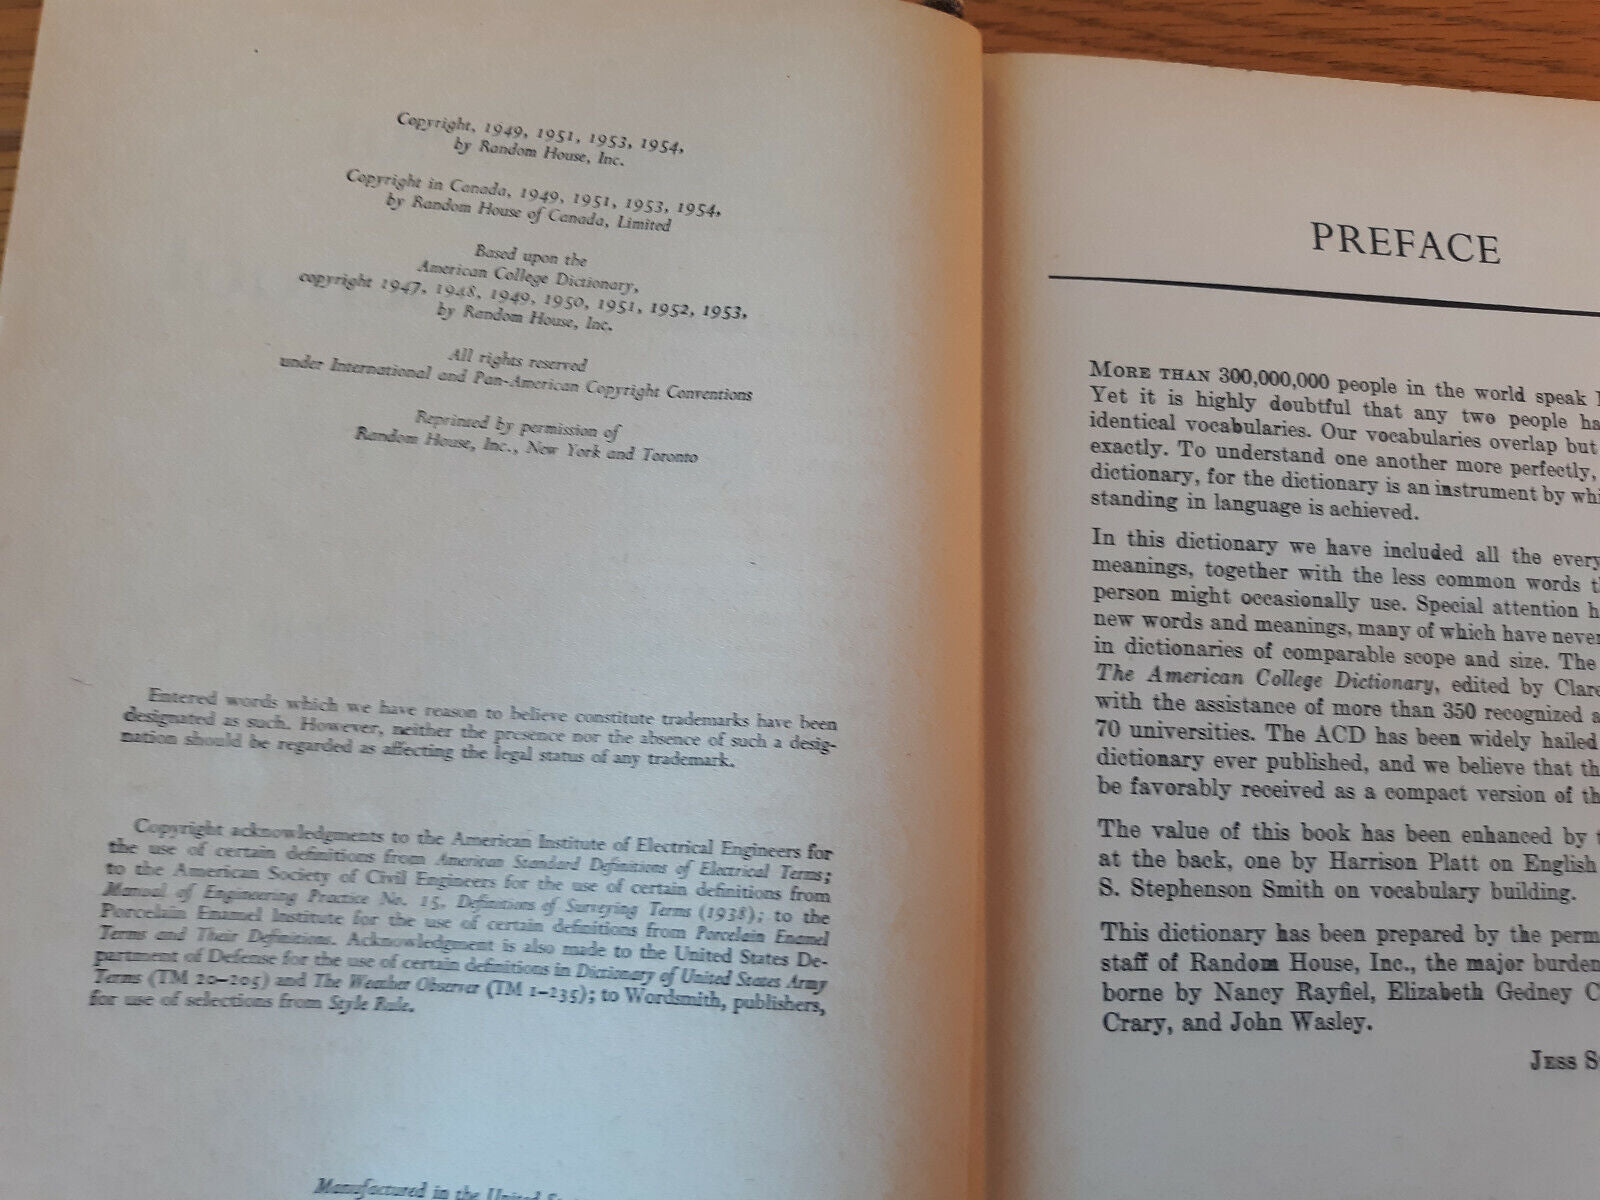 Copyright, 1949, 1951, 1953, 1954,
by Random House, Inc.
Copyright in Canada, 1949, 1951, 1953, 1954,
by Random House of Canada, Limited
Based upon the
American College Dictionary,
copyright 1947, 1948, 1949, 1950, 1951, 1952, 1953,
by Random House, Inc.
All rights reserved
under International and Pan-American Copyright Conventions
Reprinted by permission of
Random House, Inc., New York and Toronto
Entered words which we have reason to believe constitute trademarks have been
designated as such. However, neither the presence nor the absence of such a desig-
nation should be regarded as affecting the legal status of any trademark.
Copyright acknowledgments to the American Institute of Electrical Engineers for
the use of certain definitions from American Standard Definitions of Electrical Terms;
to the American Society of Civil Engineers for the use of certain definitions from
Manual of Engineering Practice No. 15, Definitions of Surveying Terms (1938); to the
Porcelain Enamel Institute for the use of certain definitions from Porcelain Enamel
Terms and Their Definitions. Acknowledgment is also made to the United States De-
partment of Defense for the use of certain definitions in Dictionary of United States Army
Terms (TM 20–205) and The Weather Observer (TM 1–235); to Wordsmith, publishers,
for use of selections from Style Rule.
Manufactured in the United
PREFACE
MORE THAN 300,000,000 people in the world speak
Yet it is highly doubtful that any two people ha
identical vocabularies. Our vocabularies overlap but
exactly. To understand one another more perfectly,
dictionary, for the dictionary is an instrument by whi
standing in language is achieved.
In this dictionary we have included all the every
meanings, together with the less common words t
person might occasionally use. Special attention h
new words and meanings, many of which have never
in dictionaries of comparable scope and size. The
The American College Dictionary, edited by Clare
with the assistance of more than 350 recognized a
70 universities. The ACD has been widely hailed
dictionary ever published, and we believe that th
be favorably received as a compact version of th
The value of this book has been enhanced by t
at the back, one by Harrison Platt on English
S. Stephenson Smith on vocabulary building.
This dictionary has been prepared by the perm
staff of Random House, Inc., the major burden
borne by Nancy Rayfiel, Elizabeth Gedney C
Crary, and John Wasley.
JESS S